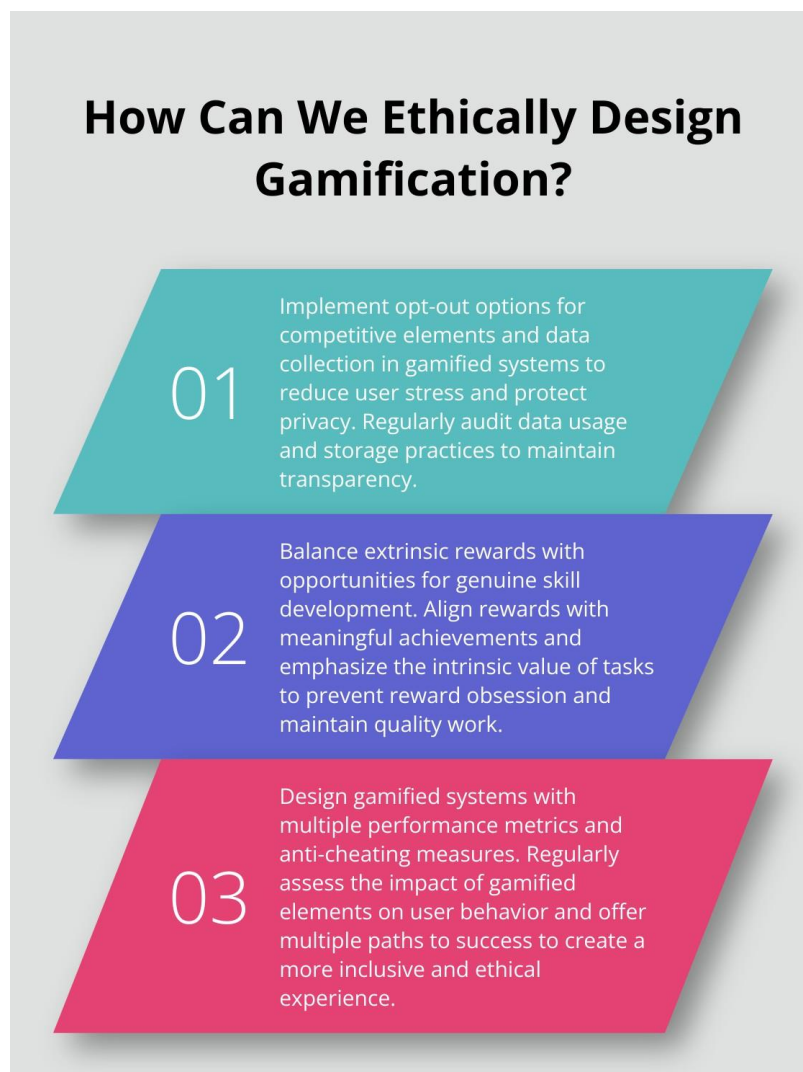 How Can We Ethically Design
Gamification?
01
Implement opt-out options for
competitive elements and data
collection in gamified systems to
reduce user stress and protect
privacy. Regularly audit data usage
and storage practices to maintain
transparency.
02
Balance extrinsic rewards with
opportunities for genuine skill
development. Align rewards with
meaningful achievements and
emphasize the intrinsic value of tasks
to prevent reward obsession and
maintain quality work.
03
Design gamified systems with
multiple performance metrics and
anti-cheating measures. Regularly
assess the impact of gamified
elements on user behavior and offer
multiple paths to success to create a
more inclusive and ethical
experience.